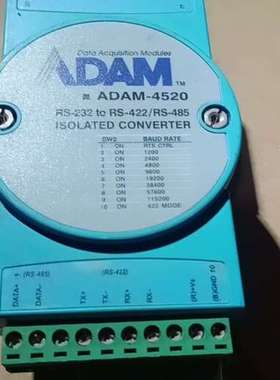 Data Acquisition Modules
ADAM™
ADAM-4520
RS-232 to RS-422/RS-485
ISOLATED CONVERTER
SW2 BAUD RATE
1 ON RTS CTRL
2 ON 1200
3 ON 2400
4 ON 4800
5 ON 9600
6 ON 19200
7 ON 38400
8 ON 57600
9 ON 115200
10 ON 422 MODE
(RS-485) (RS-422)
DATA+ DATA- TX+ TX- RX+ RX- (R)+Vs (B)GND 10